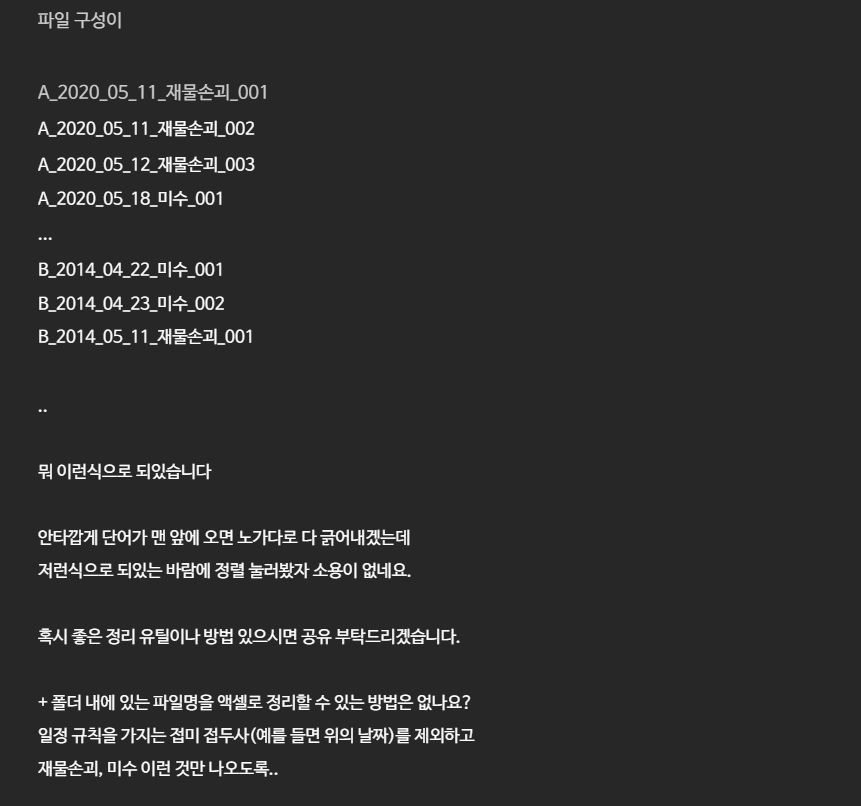 파일 구성이
A_2020_05_11_재물손괴_001
A_2020_05_11_재물손괴_002
A_2020_05_12_재물손괴_003
A_2020_05_18_미수_001
...
B_2014_04_22_미수_001
B_2014_04_23_미수_002
B_2014_05_11_재물손괴_001
..
뭐 이런식으로 되있습니다
안타깝게 단어가 맨 앞에 오면 노가다로 다 긁어내겠는데
저런식으로 되있는 바람에 정렬 눌러봤자 소용이 없네요.
혹시 좋은 정리 유틸이나 방법 있으시면 공유 부탁드리겠습니다.
+ 폴더 내에 있는 파일명을 액셀로 정리할 수 있는 방법은 없나요?
일정 규칙을 가지는 접미 접두사(예를 들면 위의 날짜)를 제외하고
재물손괴, 미수 이런 것만 나오도록..